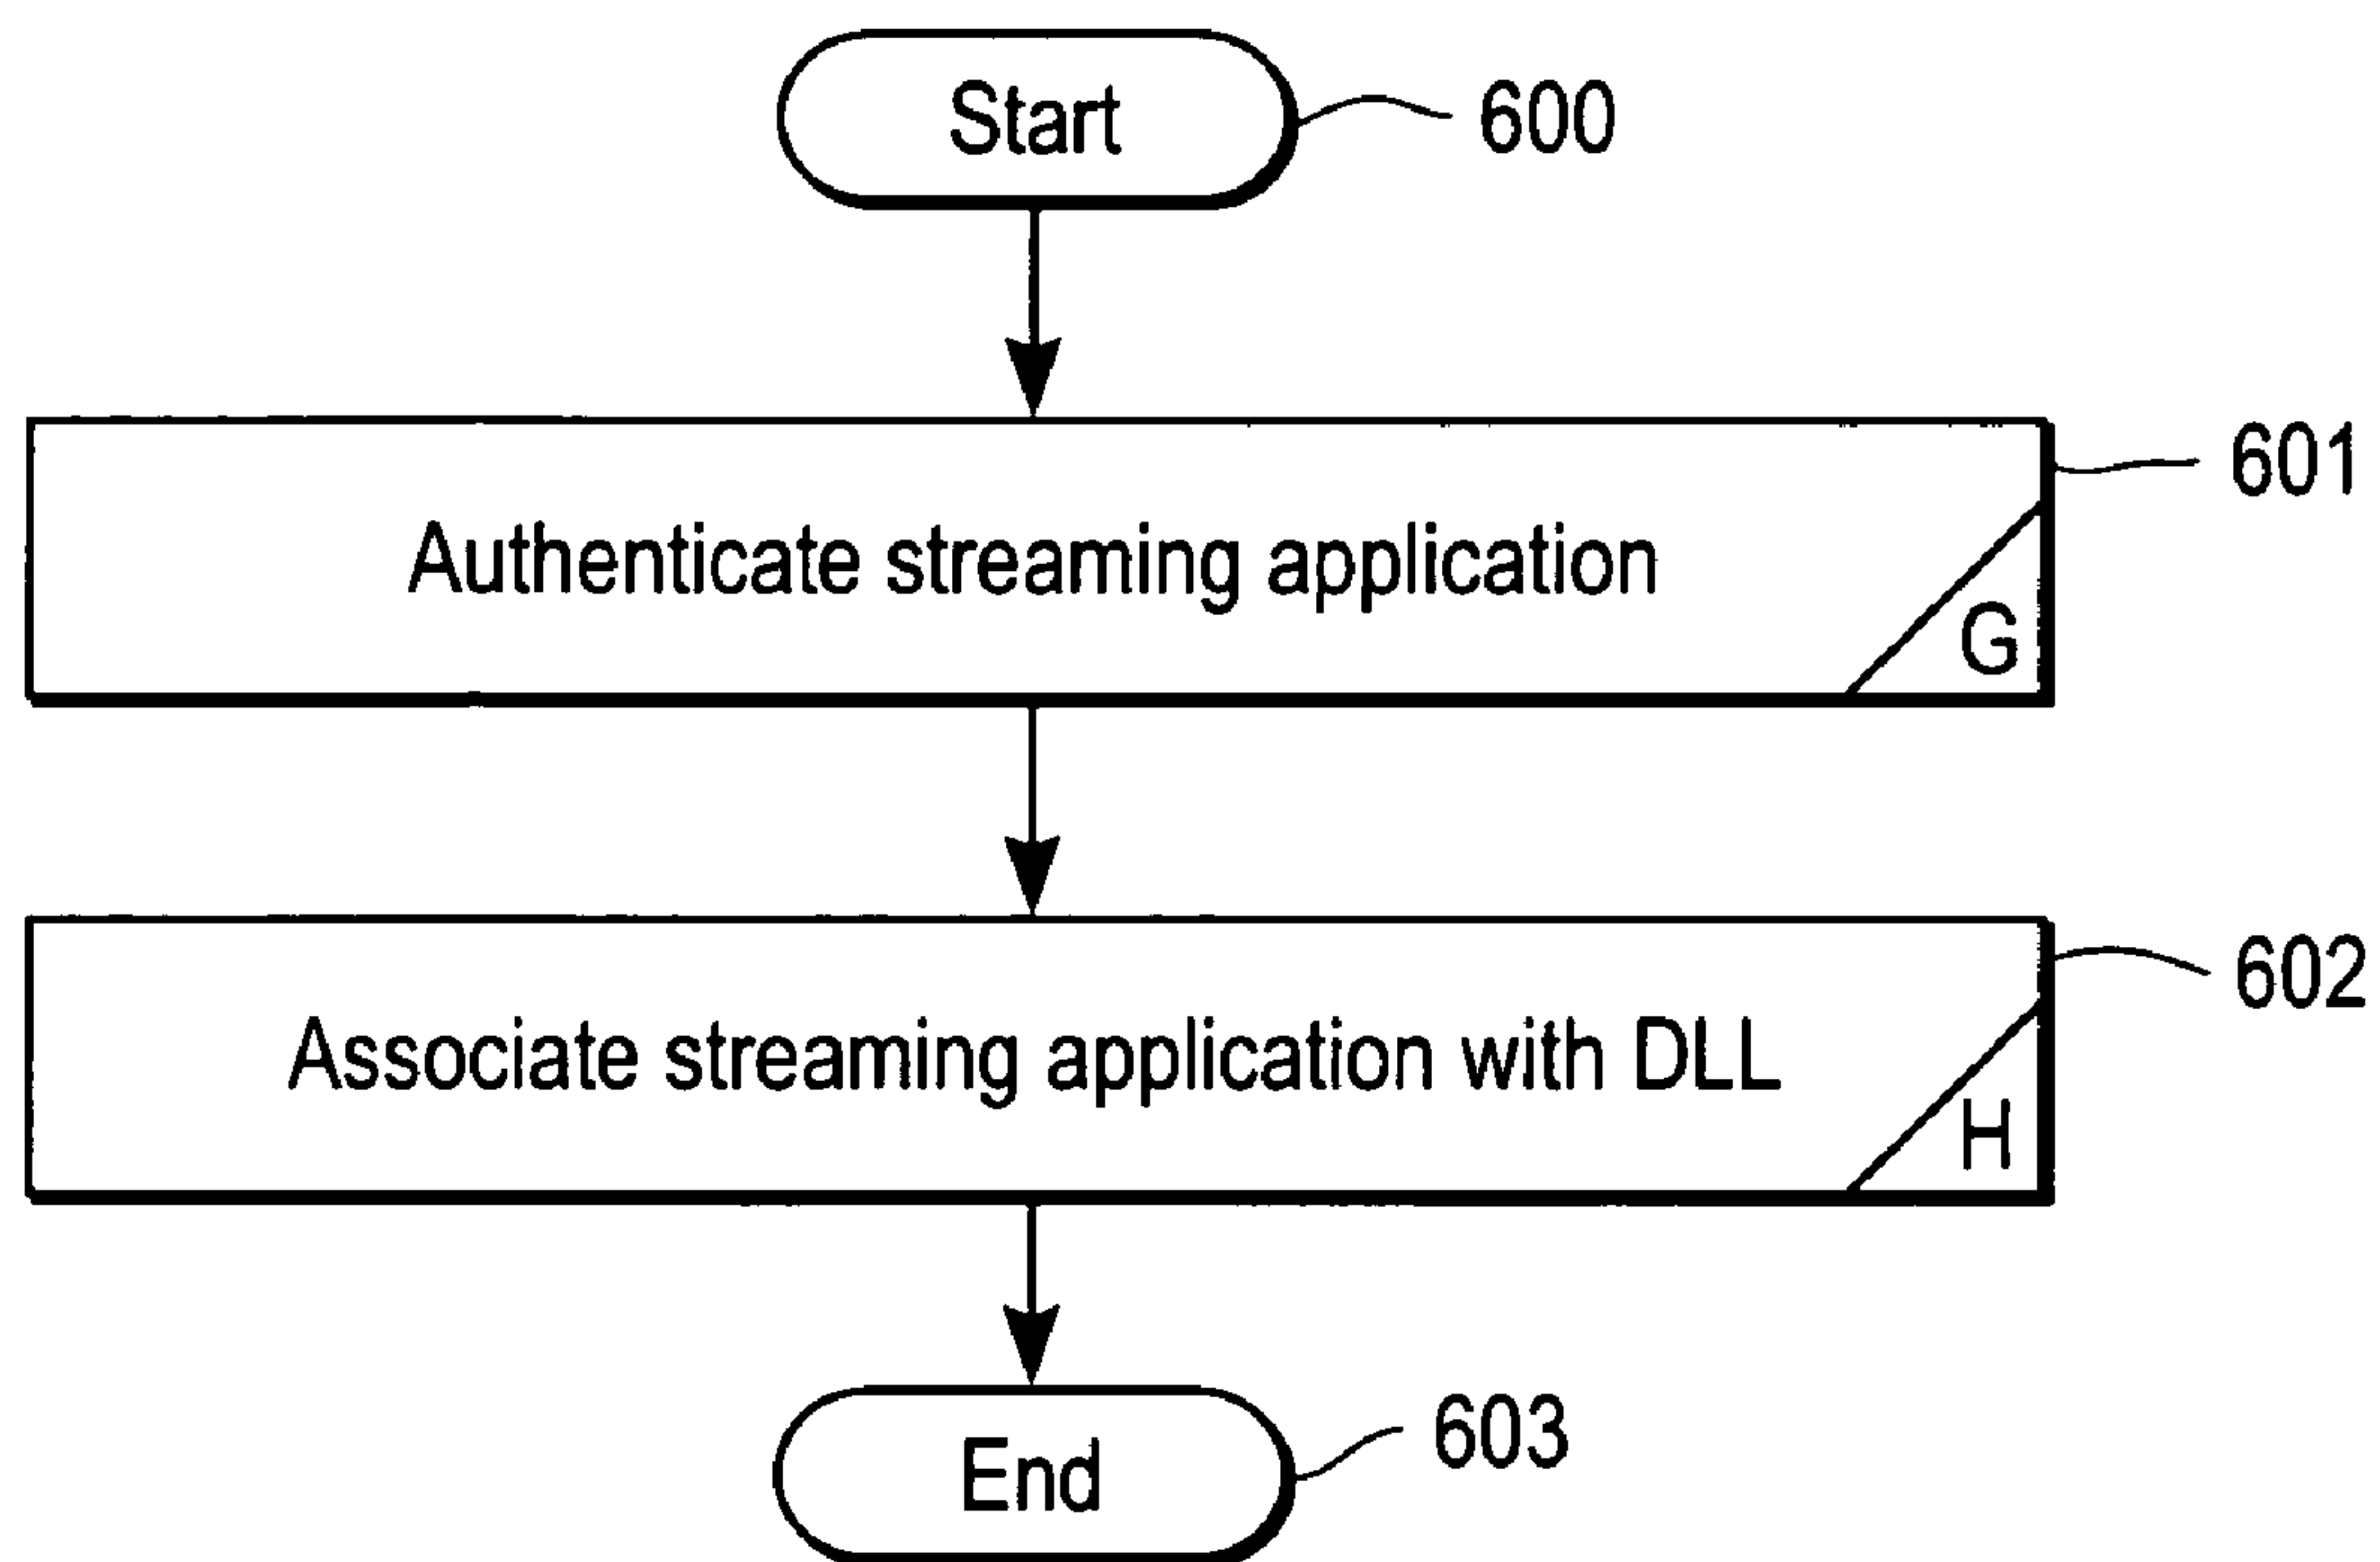 Start
600
601
Authenticate streaming application
G
602
Associate streaming application with DLL
H
End
603